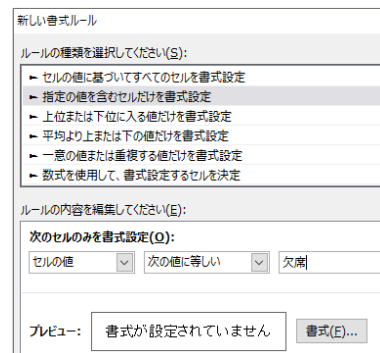 新しい書式ルール
ルールの種類を選択してください(S):
► セルの値に基づいてすべてのセルを書式設定
► 指定の値を含むセルだけを書式設定
► 上位または下位に入る値だけを書式設定
► 平均より上または下の値だけを書式設定
► 一意の値または重複する値だけを書式設定
► 数式を使用して、書式設定するセルを決定
ルールの内容を編集してください(E):
次のセルのみを書式設定(O):
セルの値 次の値に等しい 欠席
プレビュー: 書式が設定されていません 書式(F)...